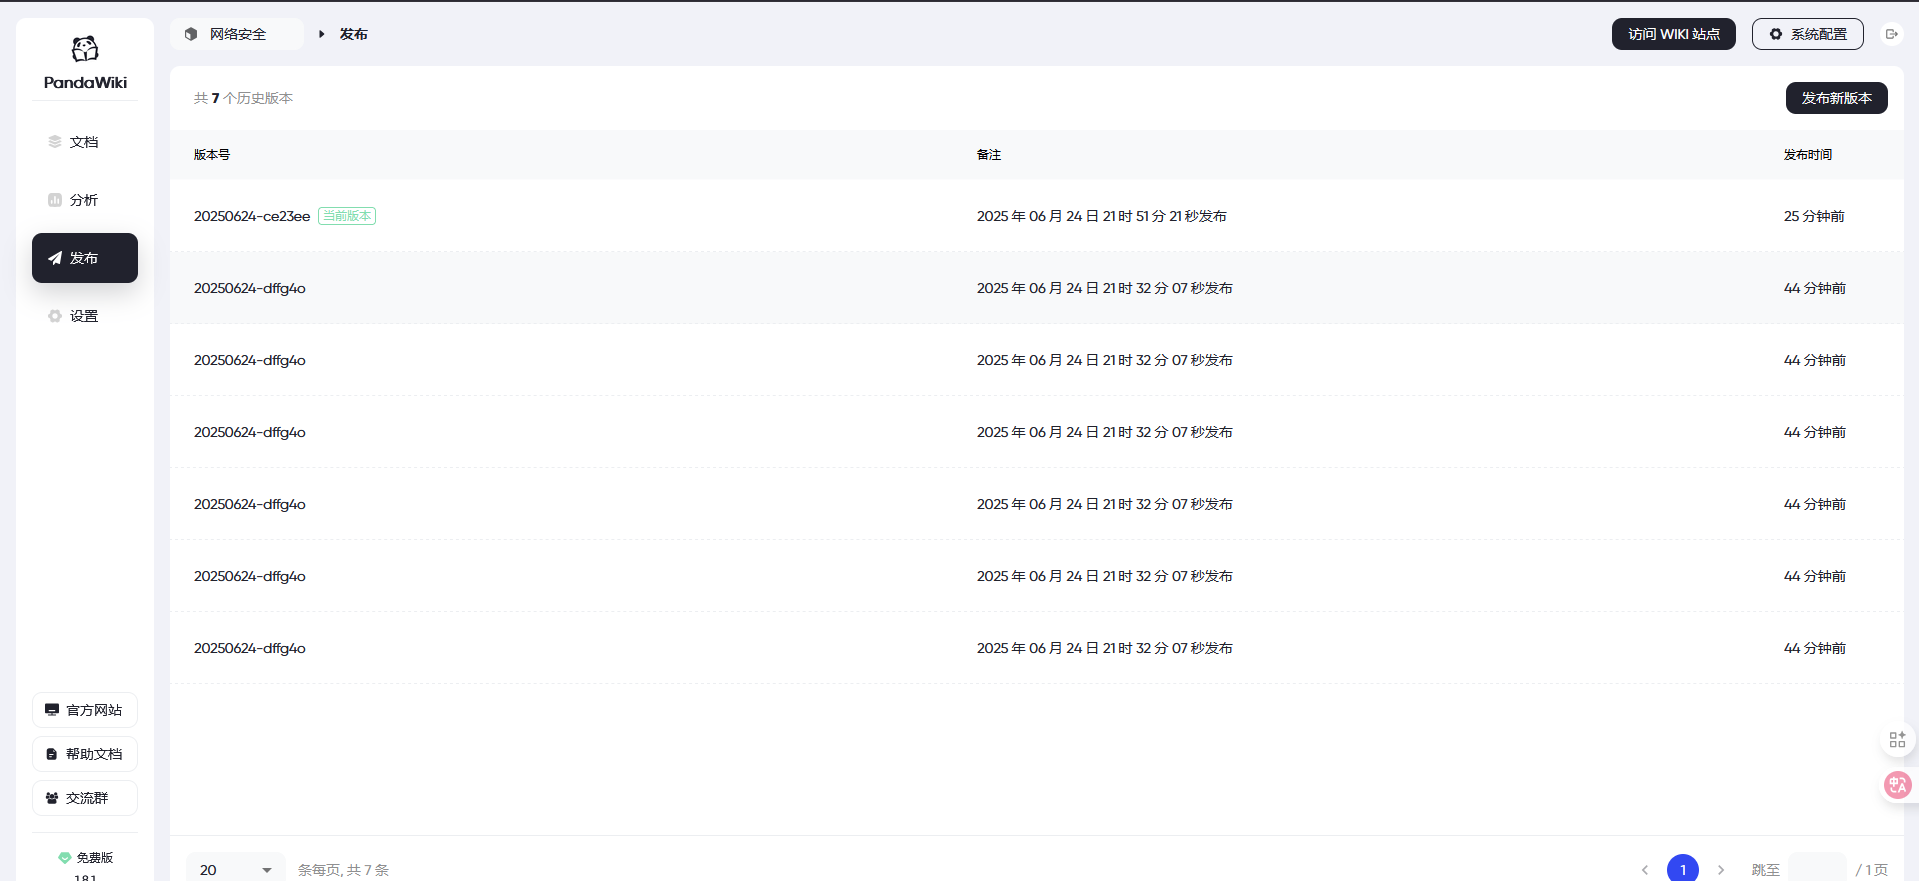 PandaWiki
文档
分析
发布
设置
官方网站
帮助文档
交流群
免费版
网络安全
发布
访问 WIKI 站点
系统配置
共 7 个历史版本
发布新版本
版本号 备注 发布时间
20250624-ce23ee 当前版本 2025 年 06 月 24 日 21 时 51 分 21 秒发布 25 分钟前
20250624-dffg4o 2025 年 06 月 24 日 21 时 32 分 07 秒发布 44 分钟前
20250624-dffg4o 2025 年 06 月 24 日 21 时 32 分 07 秒发布 44 分钟前
20250624-dffg4o 2025 年 06 月 24 日 21 时 32 分 07 秒发布 44 分钟前
20250624-dffg4o 2025 年 06 月 24 日 21 时 32 分 07 秒发布 44 分钟前
20250624-dffg4o 2025 年 06 月 24 日 21 时 32 分 07 秒发布 44 分钟前
20250624-dffg4o 2025 年 06 月 24 日 21 时 32 分 07 秒发布 44 分钟前
20 条每页, 共 7 条 1 跳至 / 1 页